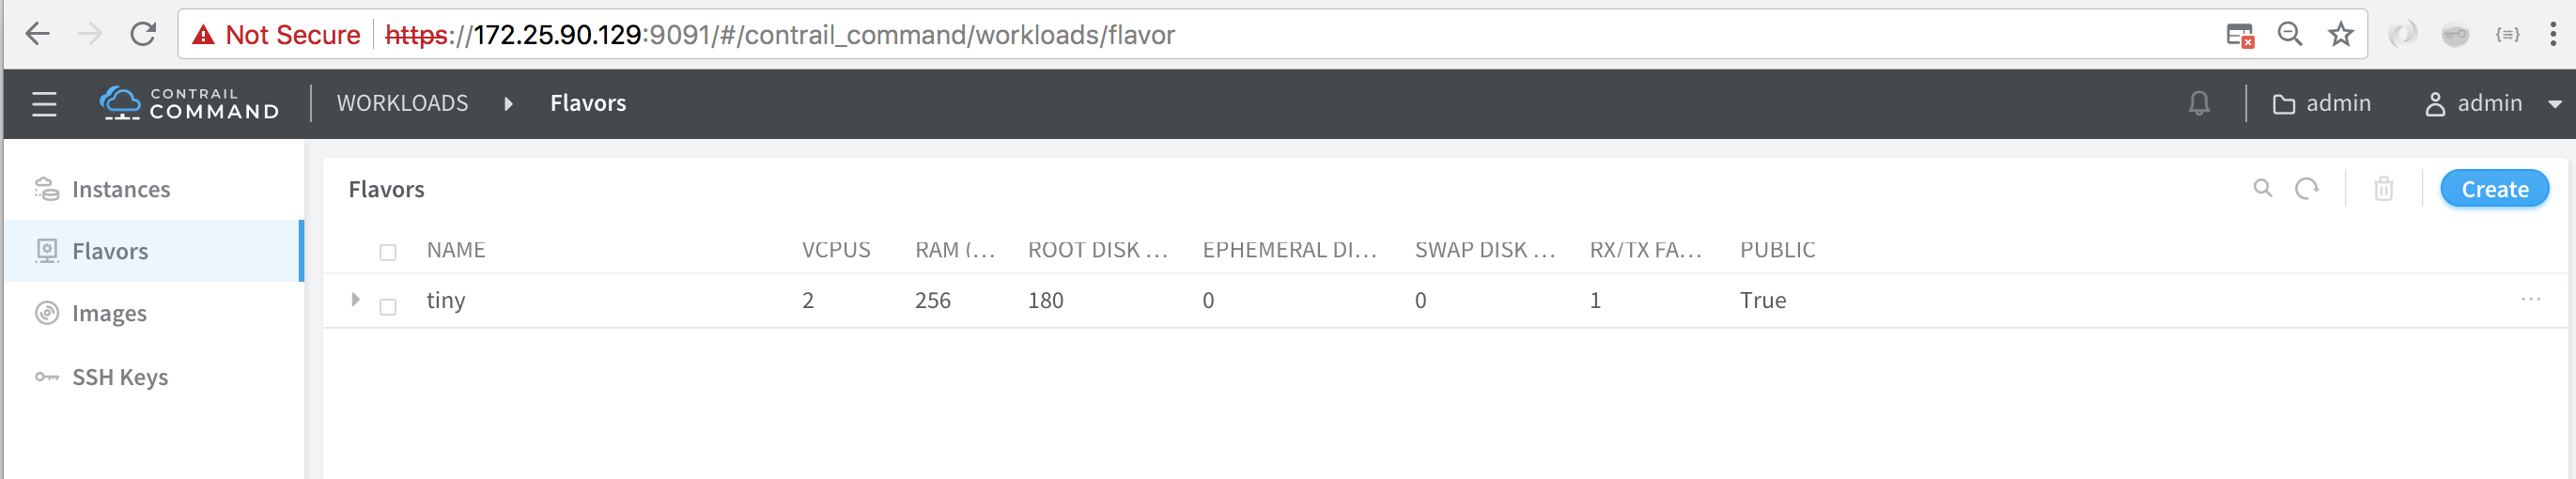 Not Secure https://172.25.90.129:9091/#/contrail_command/workloads/flavor
CONTRAIL COMMAND WORKLOADS Flavors admin admin
Instances
Flavors
Images
SSH Keys
Flavors Create
NAME VCPUS RAM (... ROOT DISK ... EPHEMERAL DI... SWAP DISK ... RX/TX FA... PUBLIC
tiny 2 256 180 0 0 1 True ...